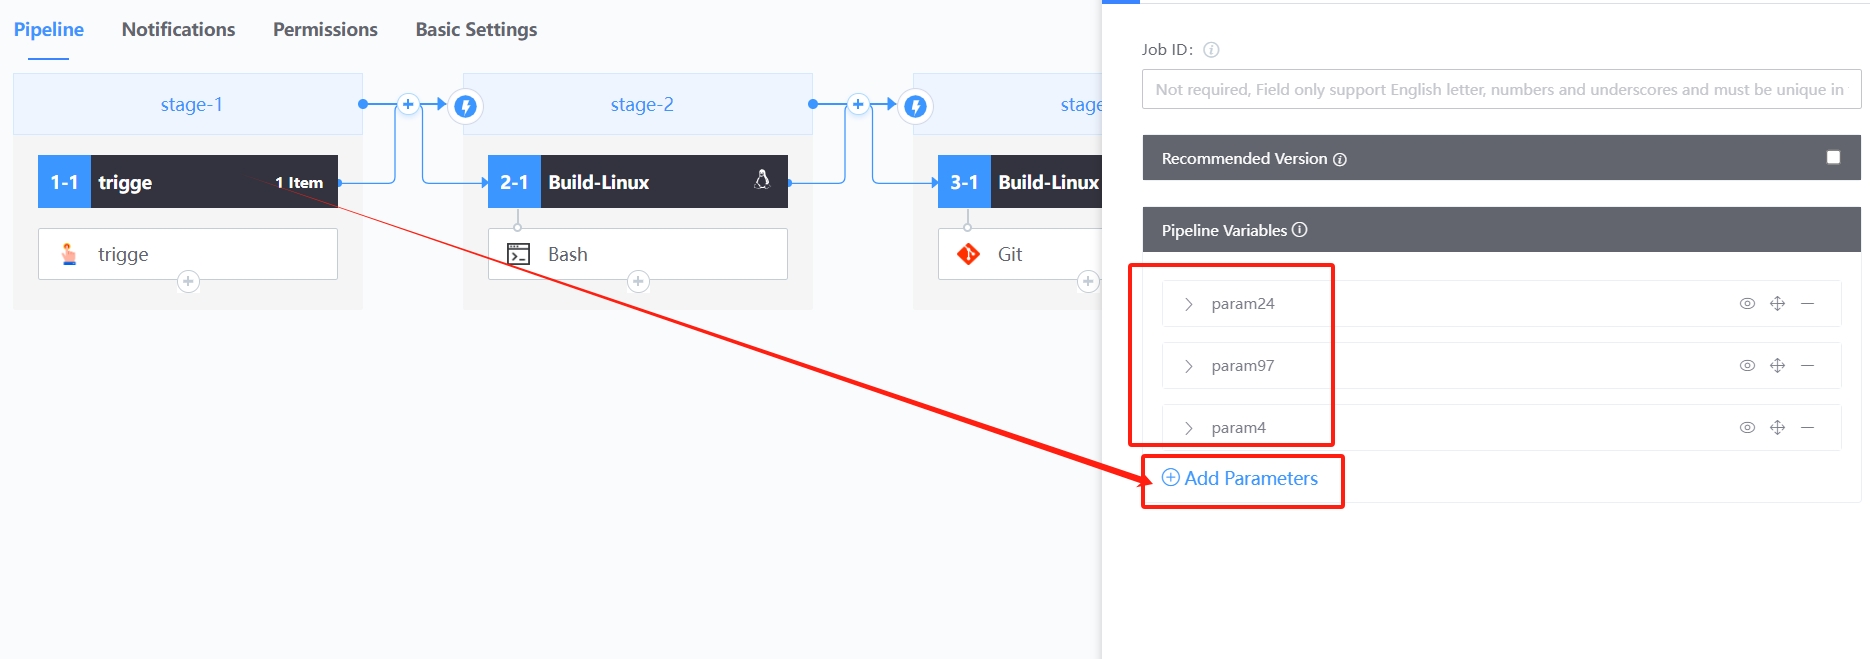 Pipeline Notifications Permissions Basic Settings
stage-1
stage-2
stage
1-1 trigge 1 Item
2-1 Build-Linux
3-1 Build-Linux
trigge
Bash
Git
Job ID:
Not required, Field only support English letter, numbers and underscores and must be unique in
Recommended Version
Pipeline Variables
param24
param97
param4
Add Parameters